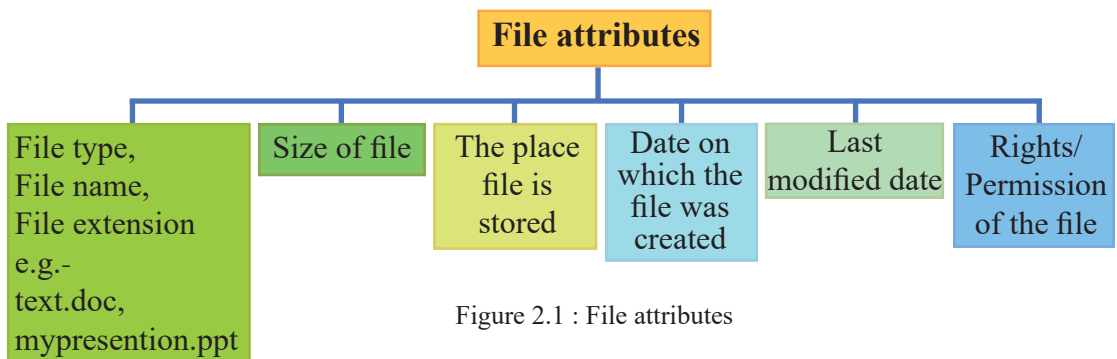 File attributes
File type,
File name,
File extension
e.g.-
text.doc,
mypresention.ppt
Size of file
The place
file is
stored
Date on
which the
file was
created
Last
modified date
Rights/
Permission
of the file
Figure 2.1 : File attributes